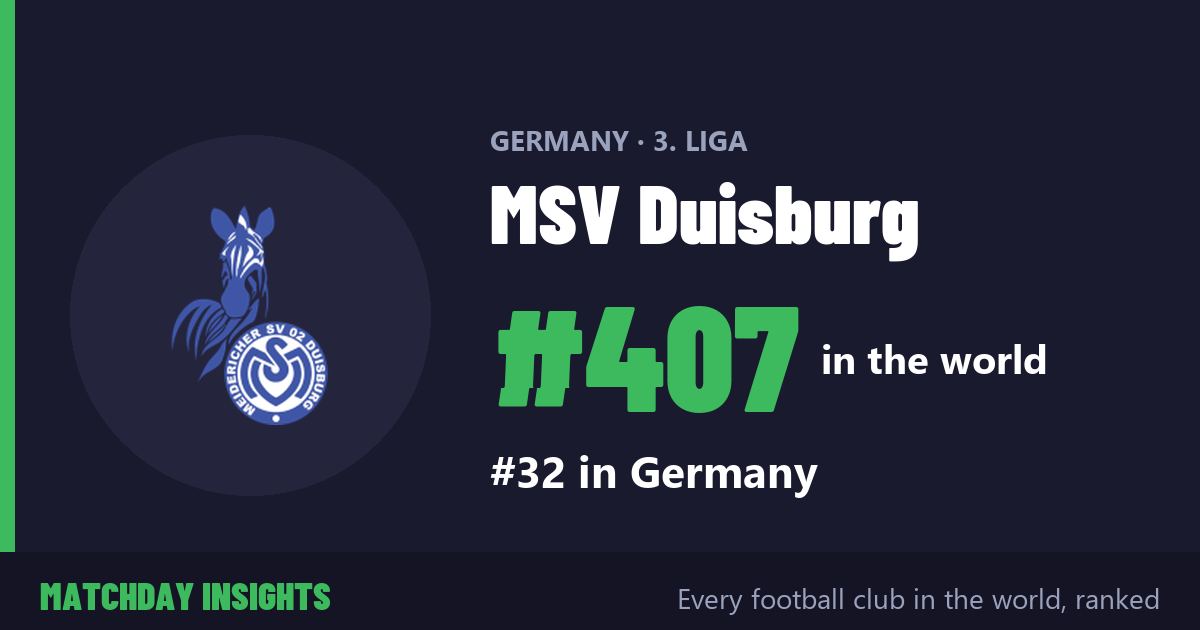 GERMANY · 3. LIGA
MSV Duisburg
#407 in the world
#32 in Germany
MEIDERICHER SV 02 DUISBURG
MSV
MATCHDAY INSIGHTS
Every football club in the world, ranked